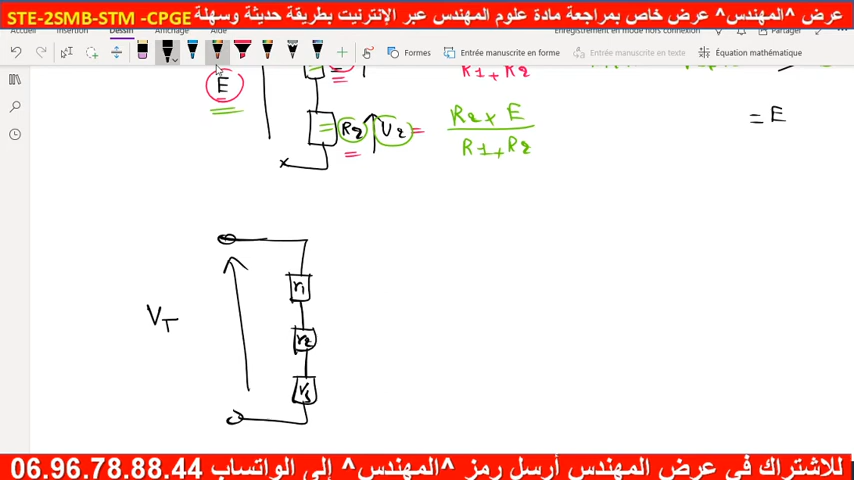 عرض ^المهندس^ عرض خاص بمراجعة مادة علوم المهندس عبر الإنترنيت بطريقة حديثة وسهلة STE-2SMB-STM -CPGE
Accueil Insertion Dessin Affichage Enregistrement en mode hors connexion Partager
Formes Entrée manuscrite en forme Entrée manuscrite en texte Équation mathématique
E
R1+R2
R2 V2 = R2 x E
R1+R2
= E
VT
r1
r2
للاشتراك في عرض المهندس أرسل رمز ^المهندس^ إلى الواتساب 06.96.78.88.44